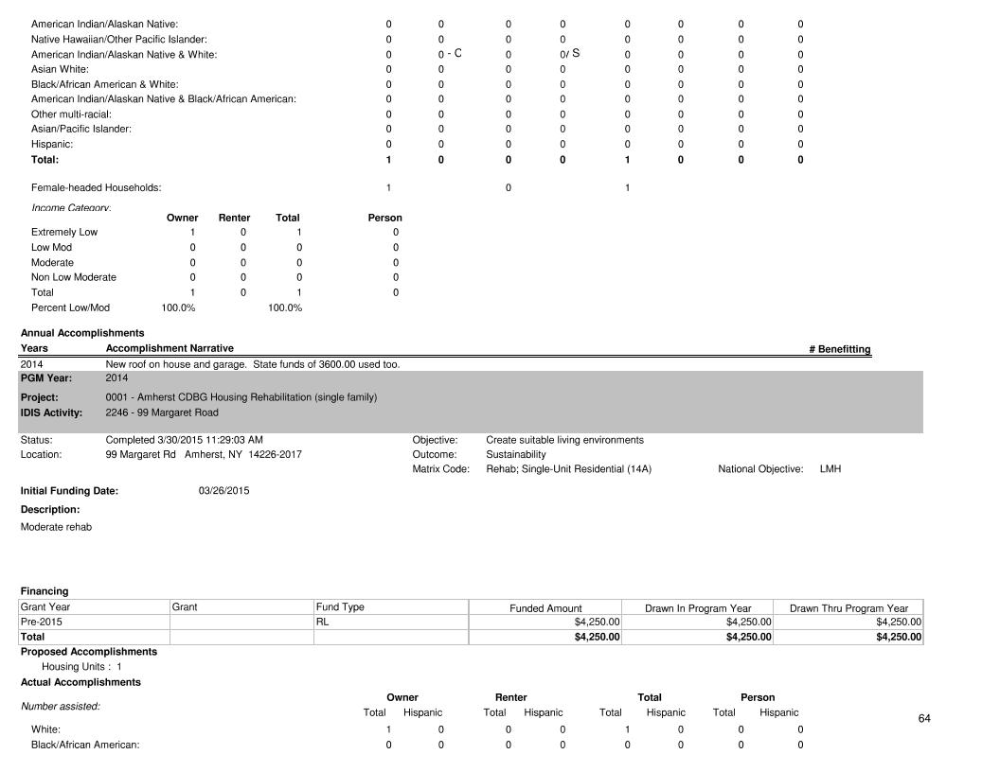 American Indian/Alaskan Native: 0 0 0 0 0 0 0 0
Native Hawaiian/Other Pacific Islander: 0 0 0 0 0 0 0 0
American Indian/Alaskan Native & White: 0 0 - C 0 0/ S 0 0 0 0
Asian White: 0 0 0 0 0 0 0 0
Black/African American & White: 0 0 0 0 0 0 0 0
American Indian/Alaskan Native & Black/African American: 0 0 0 0 0 0 0 0
Other multi-racial: 0 0 0 0 0 0 0 0
Asian/Pacific Islander: 0 0 0 0 0 0 0 0
Hispanic: 0 0 0 0 0 0 0 0
Total: 1 0 0 0 1 0 0 0
Female-headed Households: 1 0 1
Income Category:
Owner Renter Total Person
Extremely Low 1 0 1 0
Low Mod 0 0 0 0
Moderate 0 0 0 0
Non Low Moderate 0 0 0 0
Total 1 0 1 0
Percent Low/Mod 100.0% 100.0%
Annual Accomplishments
Years Accomplishment Narrative # Benefitting
2014 New roof on house and garage. State funds of 3600.00 used too.
PGM Year: 2014
Project: 0001 - Amherst CDBG Housing Rehabilitation (single family)
IDIS Activity: 2246 - 99 Margaret Road
Status: Completed 3/30/2015 11:29:03 AM Objective: Create suitable living environments
Location: 99 Margaret Rd Amherst, NY 14226-2017 Outcome: Sustainability
Matrix Code: Rehab; Single-Unit Residential (14A) National Objective: LMH
Initial Funding Date: 03/26/2015
Description:
Moderate rehab
Financing
Grant Year Grant Fund Type Funded Amount Drawn In Program Year Drawn Thru Program Year
Pre-2015 RL $4,250.00 $4,250.00 $4,250.00
Total $4,250.00 $4,250.00 $4,250.00
Proposed Accomplishments
Housing Units : 1
Actual Accomplishments
Owner Renter Total Person
Number assisted: Total Hispanic Total Hispanic Total Hispanic Total Hispanic
64
White: 1 0 0 0 1 0 0 0
Black/African American: 0 0 0 0 0 0 0 0